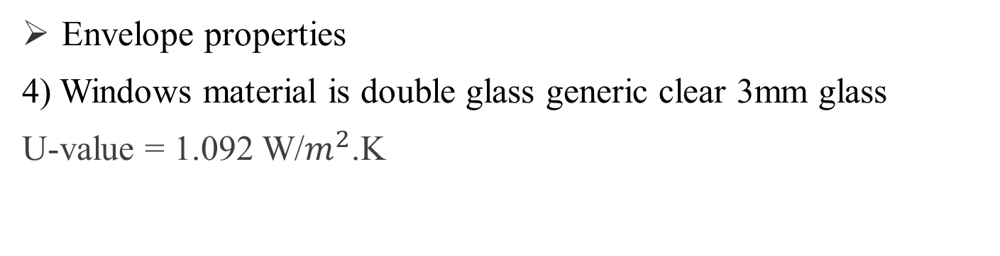 ➢ Envelope properties
4) Windows material is double glass generic clear 3mm glass
U-value = 1.092 W/m².K